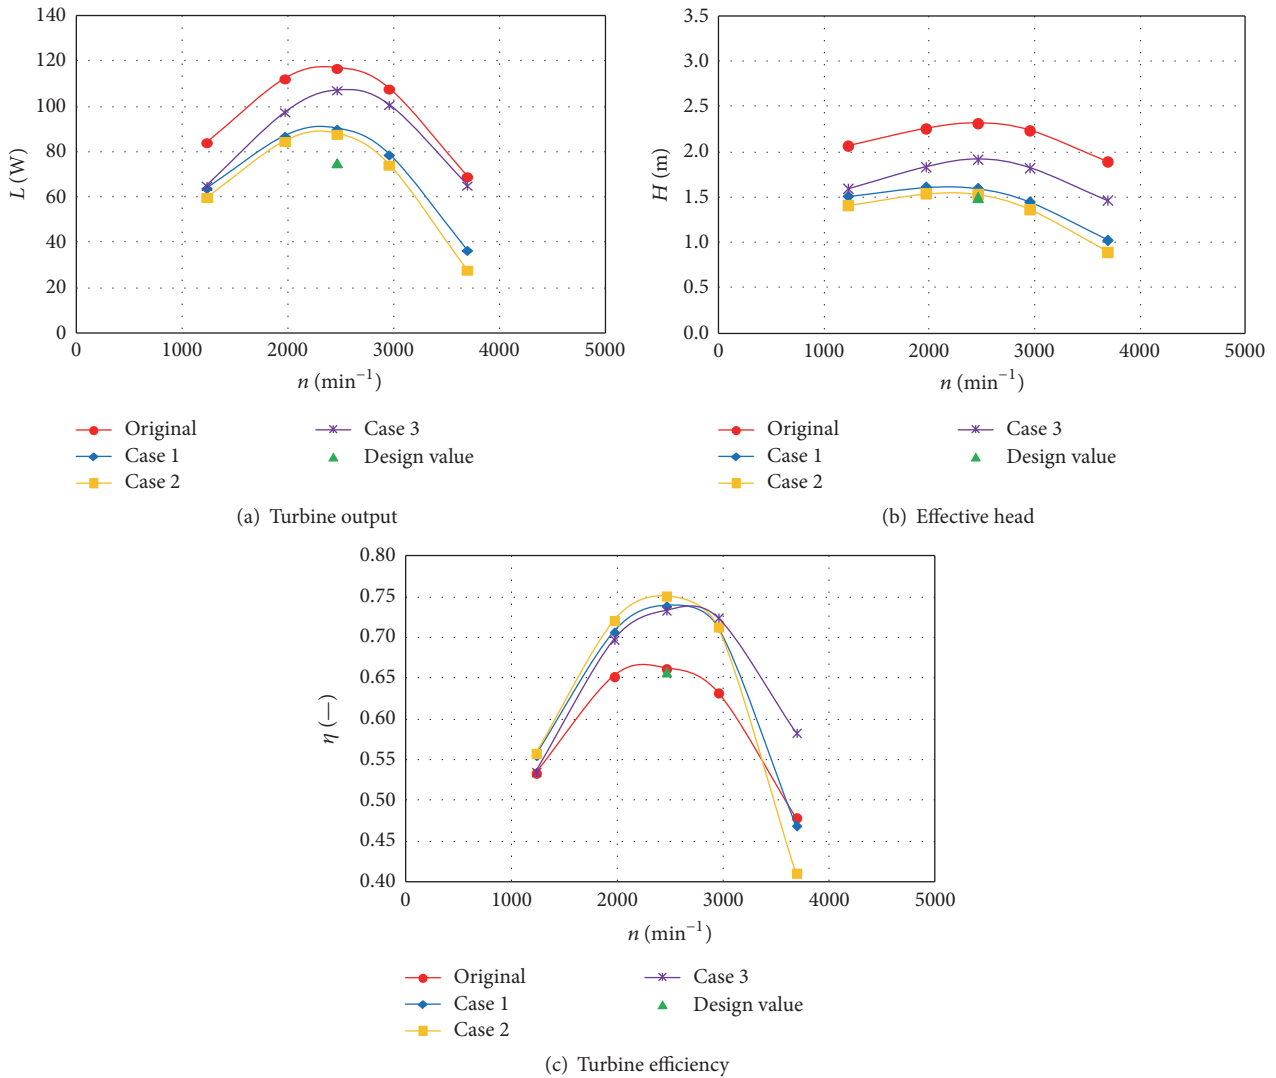 140
120
100
80
60
40
20
0
L (W)
0 1000 2000 3000 4000 5000
n (min⁻¹)
Original
Case 1
Case 2
Case 3
Design value
(a) Turbine output
3.5
3.0
2.5
2.0
1.5
1.0
0.5
0.0
H (m)
0 1000 2000 3000 4000 5000
n (min⁻¹)
Original
Case 1
Case 2
Case 3
Design value
(b) Effective head
0.80
0.75
0.70
0.65
0.60
0.55
0.50
0.45
0.40
η (—)
0 1000 2000 3000 4000 5000
n (min⁻¹)
Original
Case 1
Case 2
Case 3
Design value
(c) Turbine efficiency